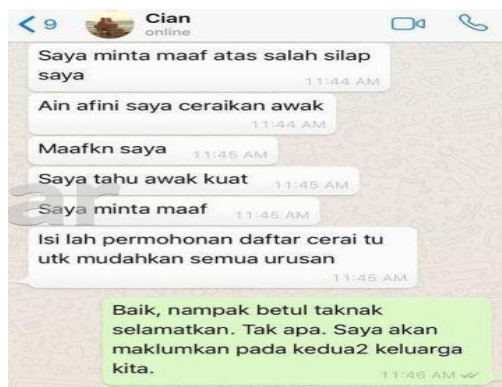 9
Cian
online
Saya minta maaf atas salah silap
saya
11:44 AM
Ain afini saya ceraikan awak
11:44 AM
Maafkn saya 11:45 AM
Saya tahu awak kuat 11:45 AM
Saya minta maaf 11:45 AM
Isi lah permohonan daftar cerai tu
utk mudahkan semua urusan
11:45 AM
Baik, nampak betul taknak
selamatkan. Tak apa. Saya akan
maklumkan pada kedua2 keluarga
kita.
11:46 AM